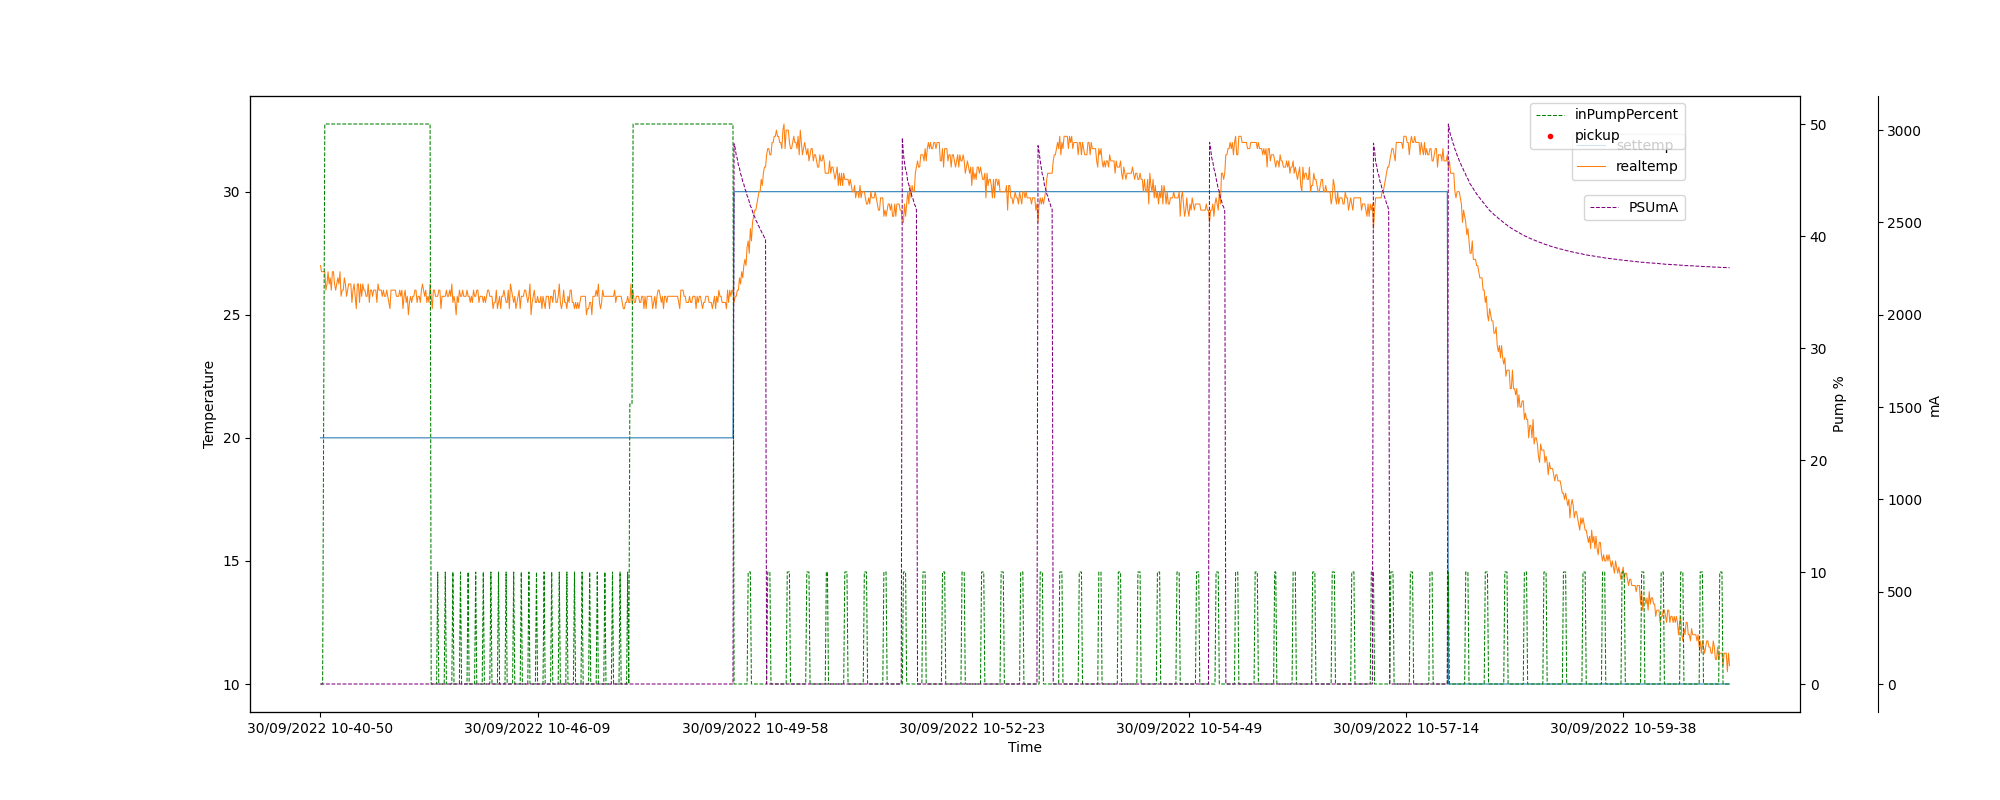 inPumpPercent
pickup
settemp
realtemp
PSUmA
30
25
20
15
10
Temperature
50
40
30
20
10
0
Pump %
3000
2500
2000
1500
1000
500
0
mA
30/09/2022 10-40-50
30/09/2022 10-46-09
30/09/2022 10-49-58
30/09/2022 10-52-23
30/09/2022 10-54-49
30/09/2022 10-57-14
30/09/2022 10-59-38
Time